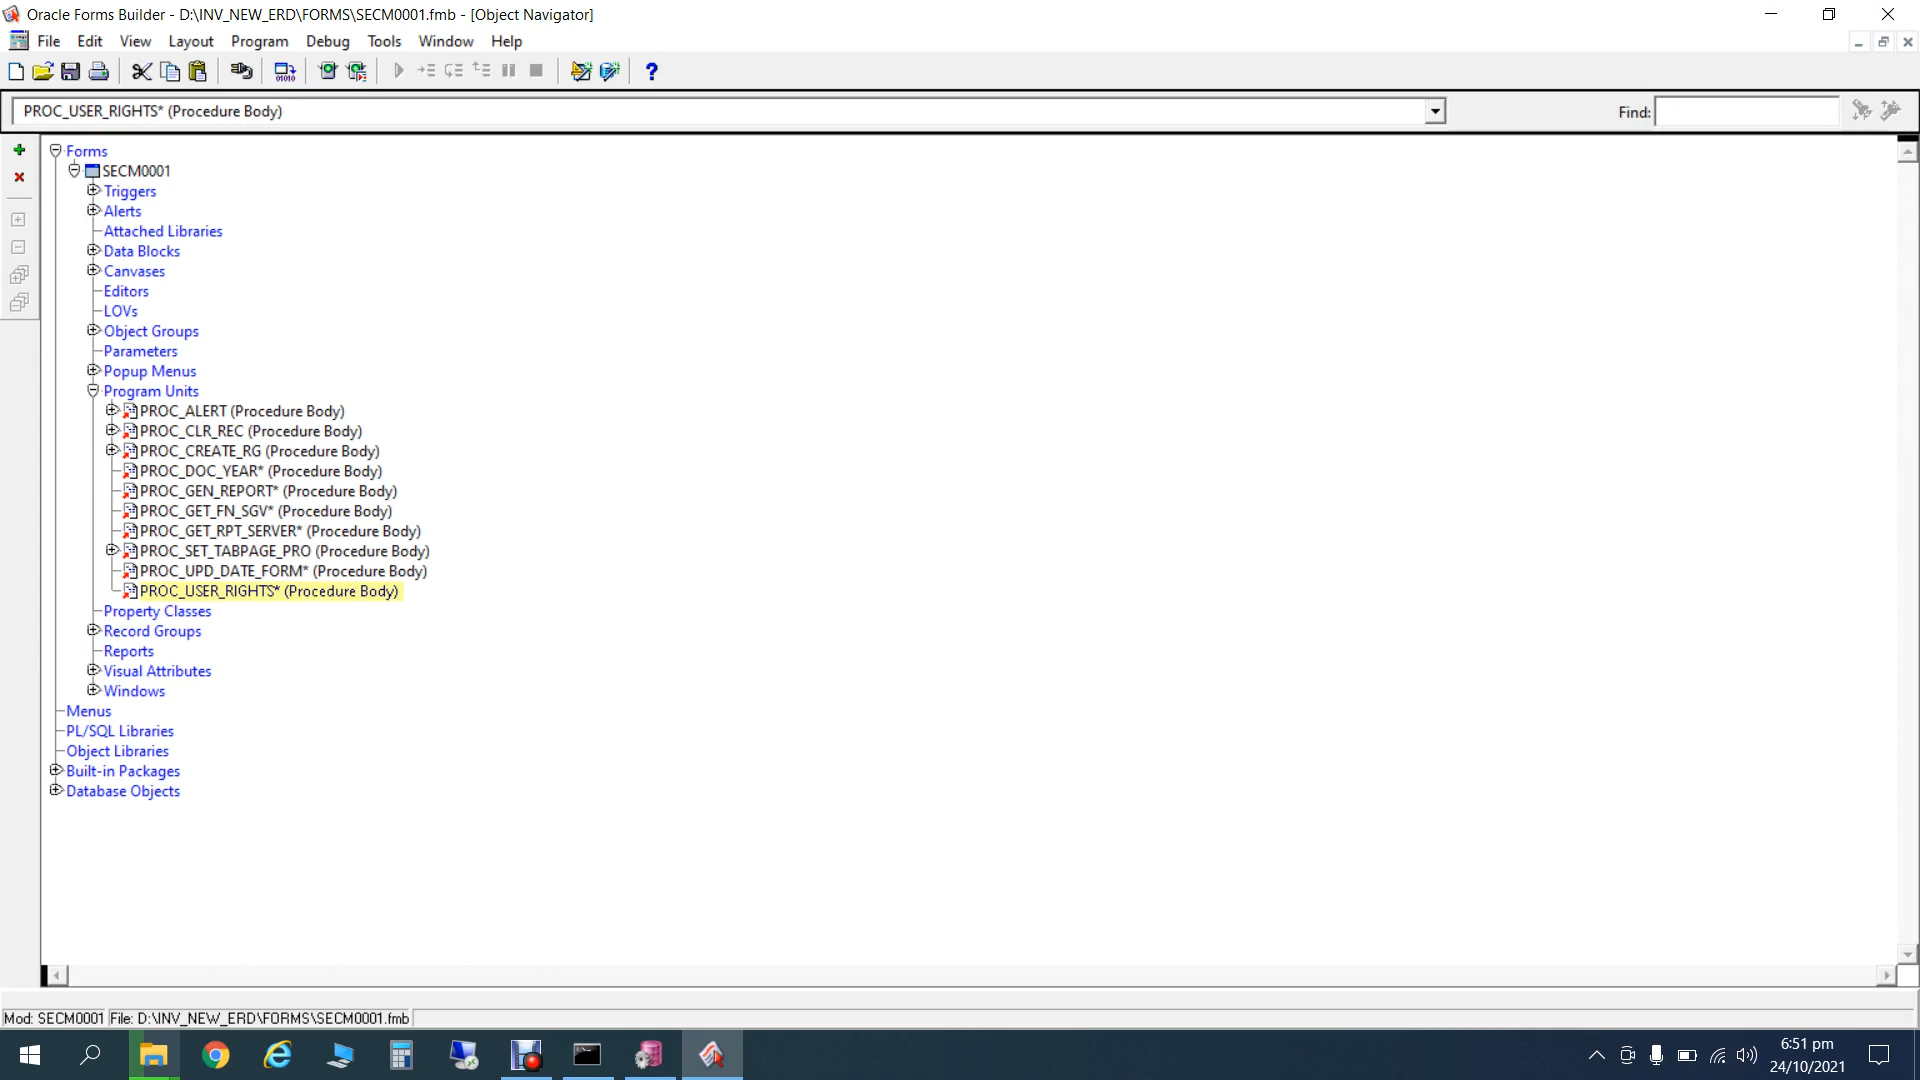 Oracle Forms Builder - D:\INV_NEW_ERD\FORMS\SECM0001.fmb - [Object Navigator]
File Edit View Layout Program Debug Tools Window Help
PROC_USER_RIGHTS* (Procedure Body)
Find:
Forms
SECM0001
Triggers
Alerts
Attached Libraries
Data Blocks
Canvases
Editors
LOVs
Object Groups
Parameters
Popup Menus
Program Units
PROC_ALERT (Procedure Body)
PROC_CLR_REC (Procedure Body)
PROC_CREATE_RG (Procedure Body)
PROC_DOC_YEAR* (Procedure Body)
PROC_GEN_REPORT* (Procedure Body)
PROC_GET_FN_SGV* (Procedure Body)
PROC_GET_RPT_SERVER* (Procedure Body)
PROC_SET_TABPAGE_PRO (Procedure Body)
PROC_UPD_DATE_FORM* (Procedure Body)
PROC_USER_RIGHTS* (Procedure Body)
Property Classes
Record Groups
Reports
Visual Attributes
Windows
Menus
PL/SQL Libraries
Object Libraries
Built-in Packages
Database Objects
Mod: SECM0001 File: D:\INV_NEW_ERD\FORMS\SECM0001.fmb
6:51 pm
24/10/2021